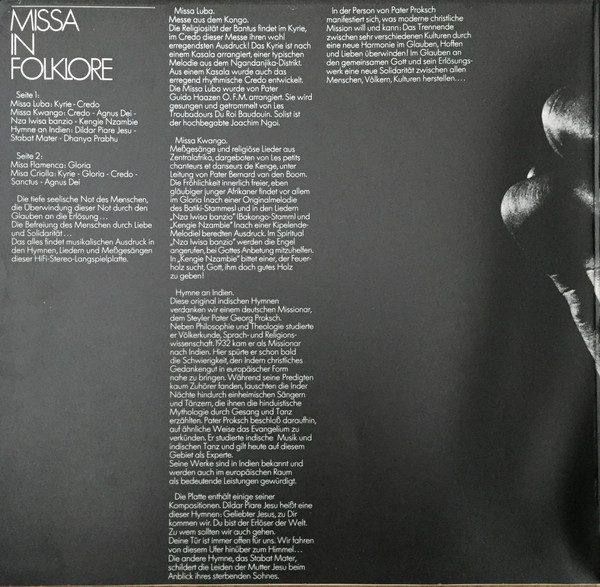 MISSA
IN
FOLKLORE
Seite 1:
Missa Luba: Kyrie - Credo
Missa Kwango: Credo - Agnus Dei -
Nza Iwisa banzio - Kengie Nzambie
Hymne an Indien: Dildar Piare Jesu -
Stabat Mater - Dhanya Prabhu
Seite 2:
Misa Flamenca: Gloria
Misa Criolla: Kyrie - Gloria - Credo -
Sanctus - Agnus Dei
Die tiefe seelische Not des Menschen,
die Überwindung dieser Not durch den
Glauben an die Erlösung...
Die Befreiung des Menschen durch Liebe
und Solidarität...
Das alles findet musikalischen Ausdruck in
den Hymnen, Liedern und Meßgesängen
dieser HiFi-Stereo-Langspielplatte.
Missa Luba.
Messe aus dem Kongo.
Die Religiosität der Bantus findet im Kyrie,
im Credo dieser Messe ihren wohl
erregendsten Ausdruck! Das Kyrie ist nach
einem Kasala arrangiert, einer typischen
Melodie aus dem Ngandanjika-Distrikt.
Aus einem Kasala wurde auch das
erregend rhythmische Credo entwickelt.
Die Missa Luba wurde von Pater
Guido Haazen O.F.M. arrangiert. Sie wird
gesungen und getrommelt von Les
Troubadours Du Roi Baudouin. Solist ist
der hochbegabte Joachim Ngoi.
Missa Kwango.
Meßgesänge und religiöse Lieder aus
Zentralafrika, dargeboten von Les petits
chanteurs et danseurs de Kenge, unter
Leitung von Pater Bernard van den Boom.
Die Fröhlichkeit innerlich freier, eben
gläubiger junger Afrikaner findet vor allem
im Gloria (nach einer Originalmelodie
des Batiki-Stammes) und in den Liedern
„Nza Iwisa banzio" (Bakongo-Stamm) und
„Kengie Nzambie" (nach einer Kipelende-
Melodie) beredten Ausdruck. Im Spiritual
„Nza Iwisa banzio" werden die Engel
angerufen, bei Gottes Anbetung mitzuhelfen.
In „Kengie Nzambie" bittet einer, der Feuer-
holz sucht, Gott, ihm doch gutes Holz
zu geben!
Hymne an Indien.
Diese original indischen Hymnen
verdanken wir einem deutschen Missionar,
dem Steyler Pater Georg Proksch.
Neben Philosophie und Theologie studierte
er Völkerkunde, Sprach- und Religions-
wissenschaft. 1932 kam er als Missionar
nach Indien. Hier spürte er schon bald
die Schwierigkeit, den Indern christliches
Gedankengut in europäischer Form
nahe zu bringen. Während seine Predigten
kaum Zuhörer fanden, lauschten die Inder
Nächte hindurch einheimischen Sängern
und Tänzern, die ihnen die hinduistische
Mythologie durch Gesang und Tanz
erzählten. Pater Proksch beschloß daraufhin,
auf ähnliche Weise das Evangelium zu
verkünden. Er studierte indische Musik und
indischen Tanz und gilt heute auf diesem
Gebiet als Experte.
Seine Werke sind in Indien bekannt und
werden auch im europäischen Raum
als bedeutende Leistungen gewürdigt.
Die Platte enthält einige seiner
Kompositionen. Dildar Piare Jesu heißt eine
dieser Hymnen: Geliebter Jesus, zu Dir
kommen wir. Du bist der Erlöser der Welt.
Zu wem sollten wir auch gehen.
Deine Tür ist immer offen für uns. Wir fahren
von diesem Ufer hinüber zum Himmel...
Die andere Hymne, das Stabat Mater,
schildert die Leiden der Mutter Jesu beim
Anblick ihres sterbenden Sohnes.
In der Person von Pater Proksch
manifestiert sich, was moderne christliche
Mission will und kann: Das Trennende
zwischen sehr verschiedenen Kulturen durch
eine neue Harmonie im Glauben, Hoffen
und Lieben überwinden! Im Glauben an
den gemeinsamen Gott und sein Erlösungs-
werk eine neue Solidarität zwischen allen
Menschen, Völkern, Kulturen herstellen....